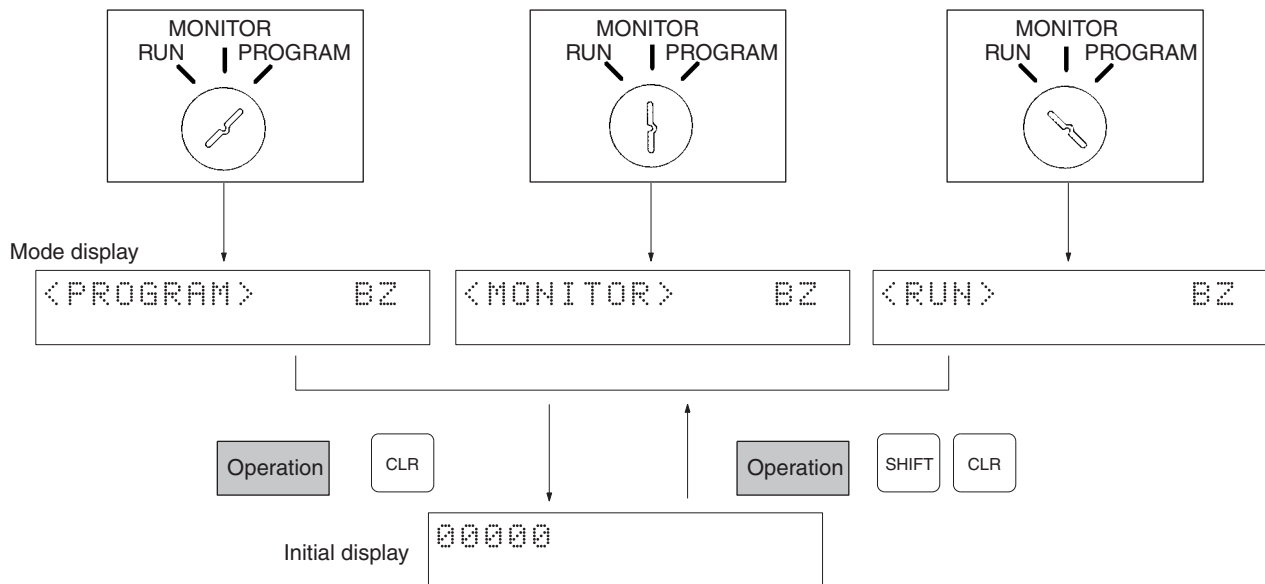 MONITOR
RUN PROGRAM
MONITOR
RUN PROGRAM
MONITOR
RUN PROGRAM
Mode display
<PROGRAM> BZ
<MONITOR> BZ
<RUN> BZ
Operation CLR
Operation SHIFT CLR
Initial display
00000